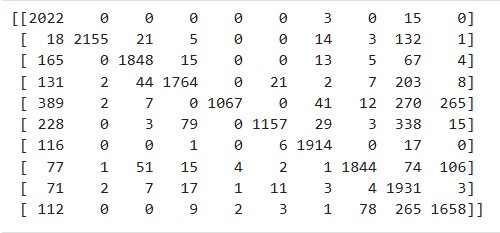 [[2022 0 0 0 0 0 3 0 15 0]
[ 18 2155 21 5 0 0 14 3 132 1]
[ 165 0 1848 15 0 0 13 5 67 4]
[ 131 2 44 1764 0 21 2 7 203 8]
[ 389 2 7 0 1067 0 41 12 270 265]
[ 228 0 3 79 0 1157 29 3 338 15]
[ 116 0 0 1 0 6 1914 0 17 0]
[ 77 1 51 15 4 2 1 1844 74 106]
[ 71 2 7 17 1 11 3 4 1931 3]
[ 112 0 0 9 2 3 1 78 265 1658]]